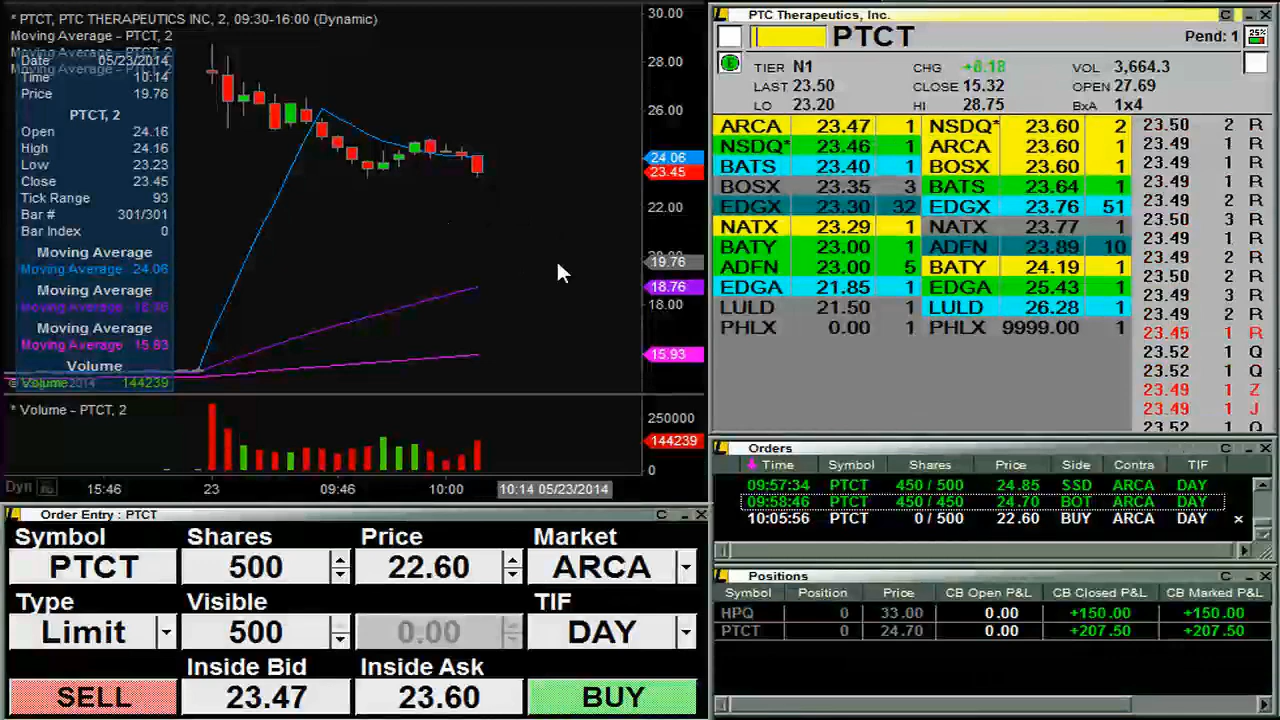 * PTCT, PTC THERAPEUTICS INC, 2, 09:30-16:00 (Dynamic)
Moving Average - PTCT, 2
Moving Average - PTCT, 2
Moving Average - PTCT, 2
Date 05/23/2014
Time 10:14
Price 19.76
PTCT, 2
Open 24.16
High 24.16
Low 23.23
Close 23.45
Tick Range 93
Bar # 301/301
Bar Index 0
Moving Average
Moving Average 24.06
Moving Average
Moving Average
Moving Average
Moving Average 15.93
Volume
Volume 144239
30.00
28.00
26.00
24.06
23.45
22.00
19.76
18.76
18.00
15.93
* Volume - PTCT, 2
250000
144239
0
Dyn
15:46 23 09:46 10:00 10:14 05/23/2014
Order Entry : PTCT
Symbol Shares Price Market
PTCT 500 22.60 ARCA
Type Visible TIF
Limit 500 0.00 DAY
Inside Bid Inside Ask
SELL 23.47 23.60 BUY
PTC Therapeutics, Inc.
PTCT Pend: 1 25%
TIER N1 CHG +8.18 VOL 3,664.3
LAST 23.50 CLOSE 15.32 OPEN 27.69
LO 23.20 HI 28.75 BxA 1x4
ARCA 23.47 1 NSDQ* 23.60 2
NSDQ* 23.46 1 ARCA 23.60 1
BATS 23.40 1 BOSX 23.60 1
BOSX 23.35 3 BATS 23.64 1
EDGX 23.30 32 EDGX 23.76 51
NATX 23.29 1 NATX 23.77 1
BATY 23.00 1 ADFN 23.89 10
ADFN 23.00 5 BATY 24.19 1
EDGA 21.85 1 EDGA 25.43 1
LULD 21.50 1 LULD 26.28 1
PHLX 0.00 1 PHLX 9999.00 1
23.50 2 R
23.49 1 R
23.49 1 R
23.49 1 R
23.49 2 R
23.50 3 R
23.49 1 R
23.49 1 R
23.50 2 R
23.49 3 R
23.49 2 R
23.45 1 R
23.52 1 Q
23.52 1 Q
23.49 1 Z
23.49 1 J
23.52 1 Q
Orders
Time Symbol Shares Price Side Contra TIF
09:57:34 PTCT 450 / 500 24.85 SSD ARCA DAY
09:58:46 PTCT 450 / 450 24.70 BOT ARCA DAY
10:05:56 PTCT 0 / 500 22.60 BUY ARCA DAY ×
Positions
Symbol Position Price CB Open P&L CB Closed P&L CB Marked P&L
HPQ 0 33.00 0.00 +150.00 +150.00
PTCT 0 24.70 0.00 +207.50 +207.50